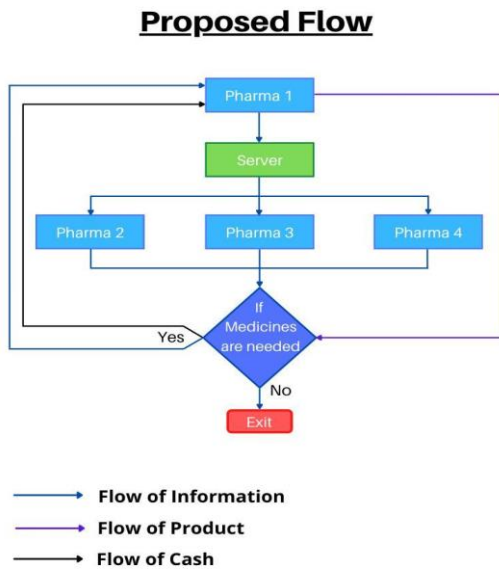 Proposed Flow
Pharma 1
Server
Pharma 2
Pharma 3
Pharma 4
If
Medicines
are needed
Yes
No
Exit
Flow of Information
Flow of Product
Flow of Cash